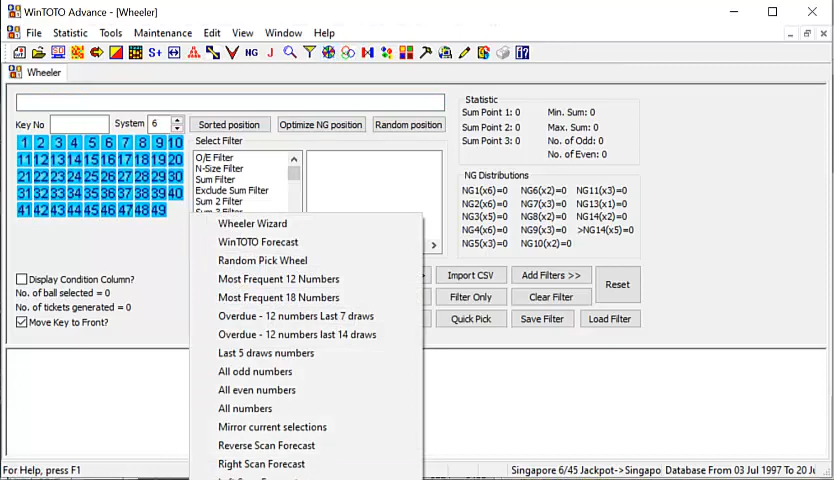 WinTOTO Advance - [Wheeler]
File Statistic Tools Maintenance Edit View Window Help
S+ NG J
Wheeler
Key No System 6 Sorted position Optimize NG position Random position
1 2 3 4 5 6 7 8 9 10
11 12 13 14 15 16 17 18 19 20
21 22 23 24 25 26 27 28 29 30
31 32 33 34 35 36 37 38 39 40
41 42 43 44 45 46 47 48 49
Select Filter
O/E Filter
N-Size Filter
Sum Filter
Exclude Sum Filter
Sum 2 Filter
Statistic
Sum Point 1: 0 Min. Sum: 0
Sum Point 2: 0 Max. Sum: 0
Sum Point 3: 0 No. of Odd: 0
No. of Even: 0
NG Distributions
NG1(x6)=0 NG6(x2)=0 NG11(x3)=0
NG2(x6)=0 NG7(x3)=0 NG13(x1)=0
NG3(x5)=0 NG8(x2)=0 NG14(x2)=0
NG4(x6)=0 NG9(x3)=0 >NG14(x5)=0
NG5(x3)=0 NG10(x2)=0
Wheeler Wizard
WinTOTO Forecast
Random Pick Wheel
Most Frequent 12 Numbers
Most Frequent 18 Numbers
Overdue - 12 numbers Last 7 draws
Overdue - 12 numbers last 14 draws
Last 5 draws numbers
All odd numbers
All even numbers
All numbers
Mirror current selections
Reverse Scan Forecast
Right Scan Forecast
Display Condition Column?
No. of ball selected = 0
No. of tickets generated = 0
Move Key to Front?
Import CSV Add Filters >> Reset
Filter Only Clear Filter
Quick Pick Save Filter Load Filter
For Help, press F1
Singapore 6/45 Jackpot->Singapo Database From 03 Jul 1997 To 20 Ju